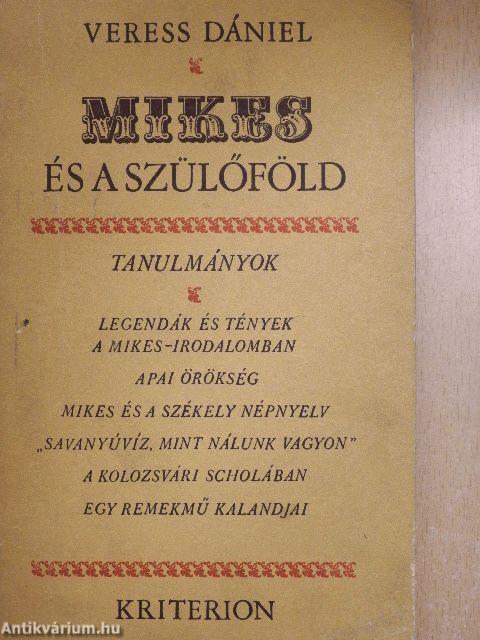 VERESS DÁNIEL
MIKES
ÉS A SZÜLŐFÖLD
TANULMÁNYOK
LEGENDÁK ÉS TÉNYEK
A MIKES-IRODALOMBAN
APAI ÖRÖKSÉG
MIKES ÉS A SZÉKELY NÉPNYELV
„SAVANYÚVÍZ, MINT NÁLUNK VAGYON”
A KOLOZSVÁRI SCHOLÁBAN
EGY REMEKMŰ KALANDJAI
KRITERION
Antikvárium.hu